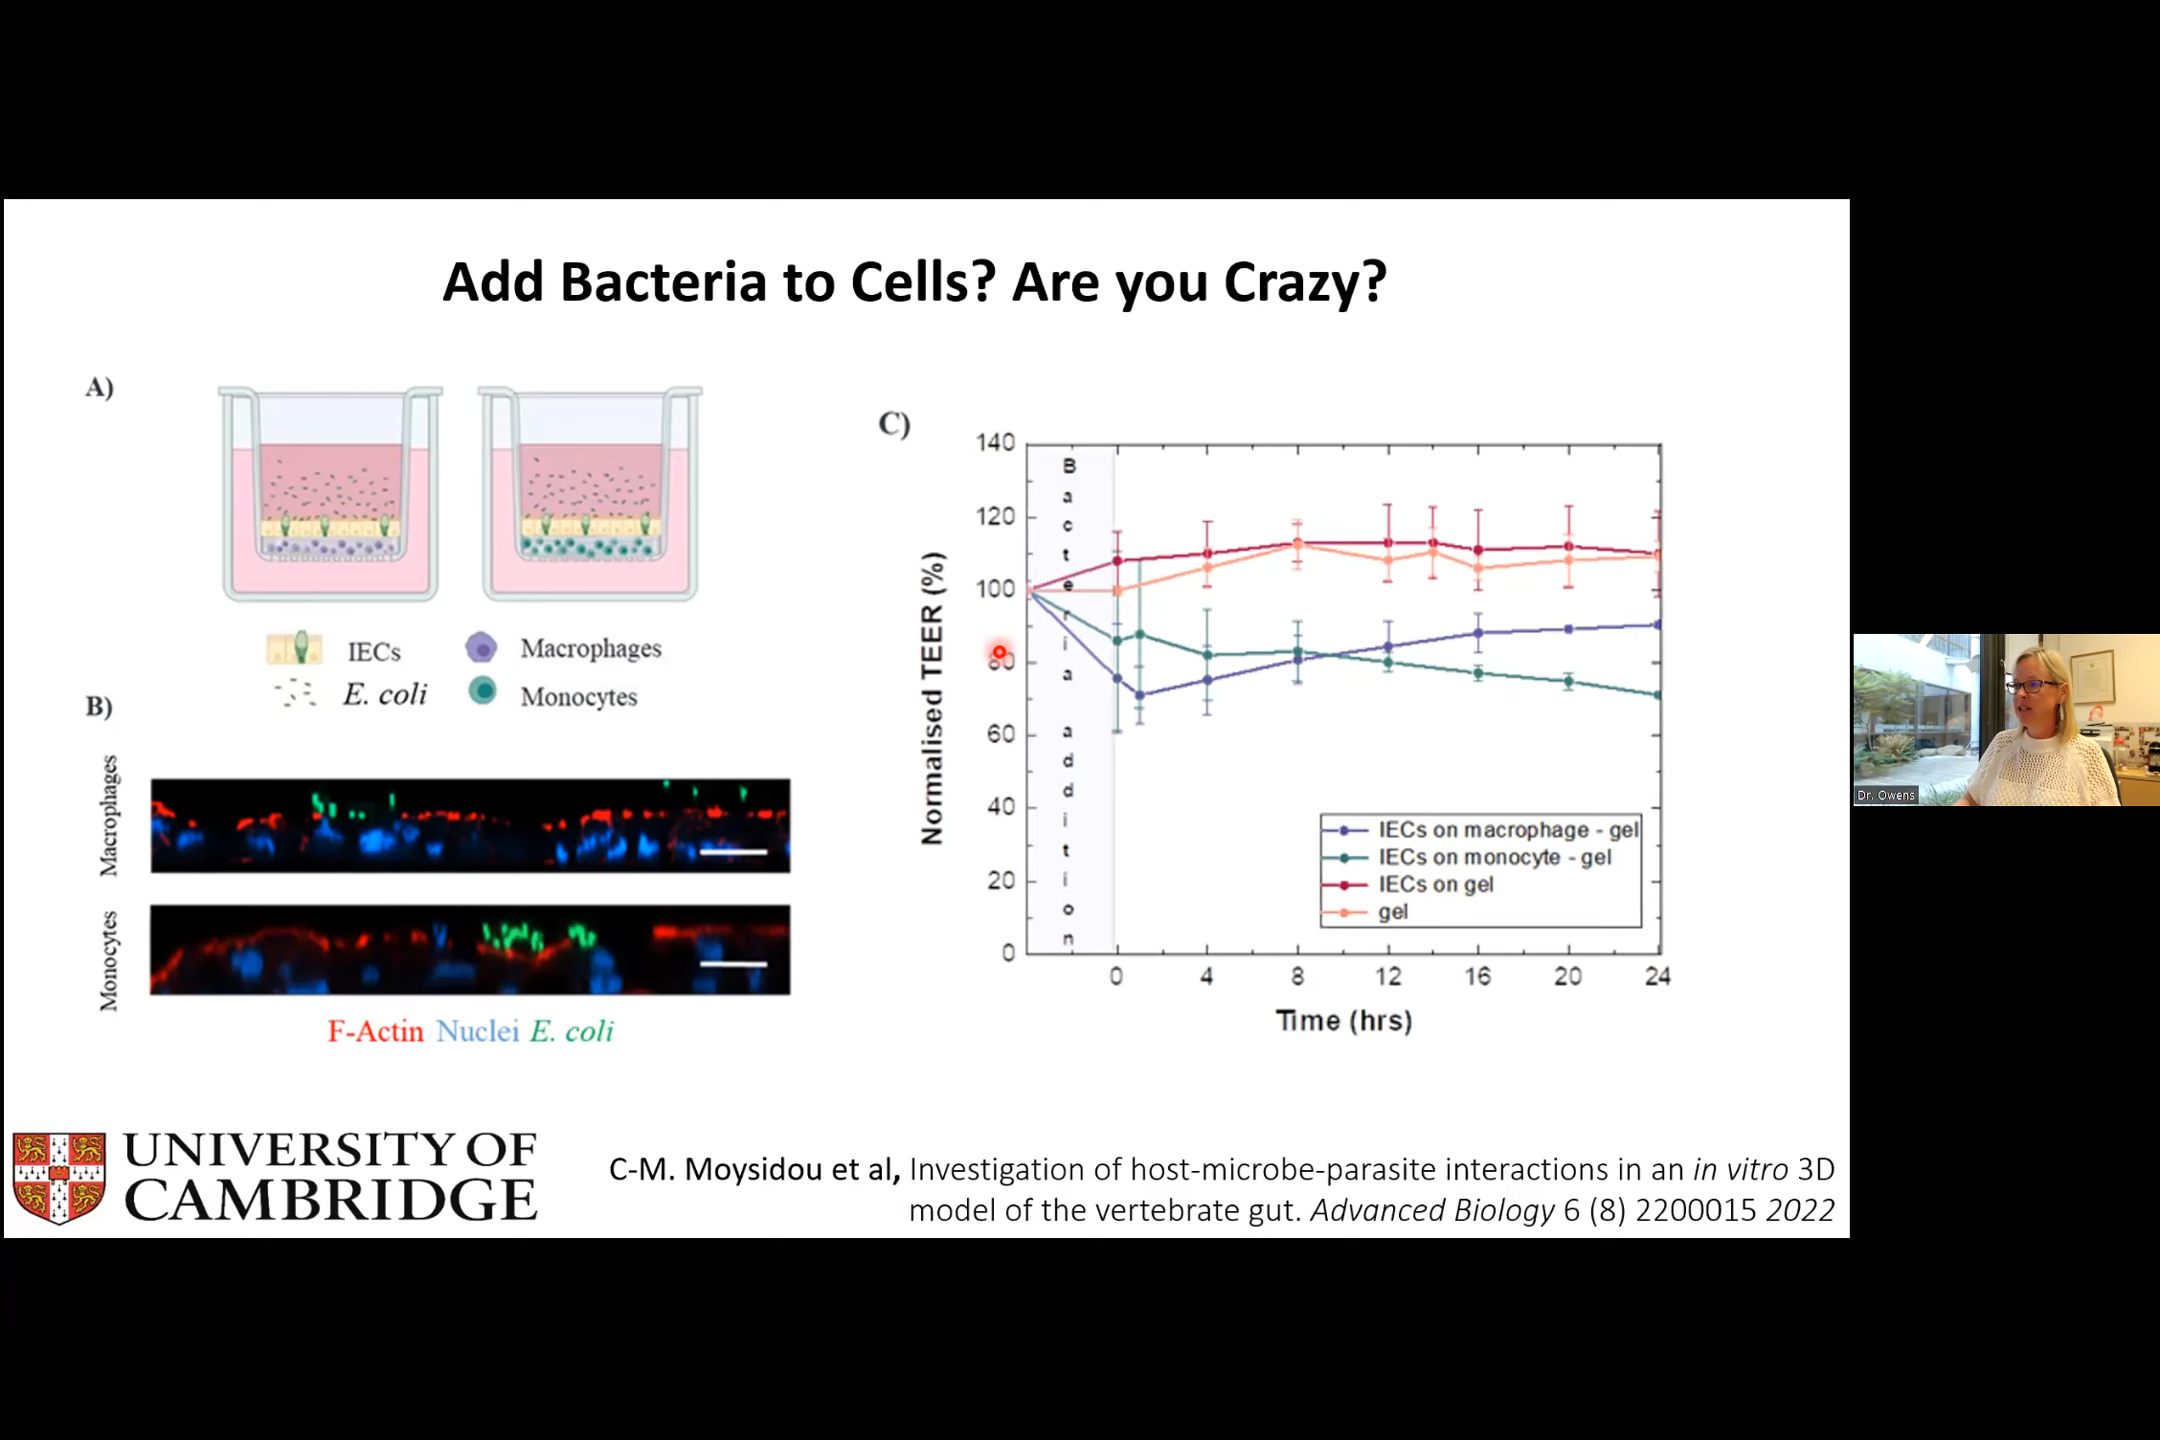 Add Bacteria to Cells? Are you Crazy?
A)
IECs
Macrophages
E. coli
Monocytes
B)
Macrophages
Monocytes
F-Actin Nuclei E. coli
C)
Normalised TEER (%)
140
120
100
80
60
40
20
0
Bacteria addition
0 4 8 12 16 20 24
Time (hrs)
IECs on macrophage - gel
IECs on monocyte - gel
IECs on gel
gel
UNIVERSITY OF
CAMBRIDGE
C-M. Moysidou et al, Investigation of host-microbe-parasite interactions in an in vitro 3D
model of the vertebrate gut. Advanced Biology 6 (8) 2200015 2022
Dr. Owens